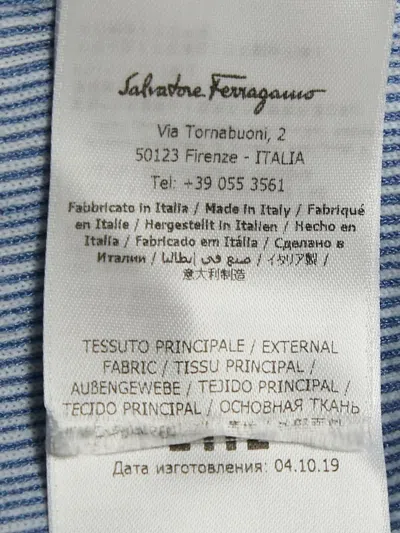 Salvatore Ferragamo
Via Tornabuoni, 2
50123 Firenze - ITALIA
Tel: +39 055 3561
Fabbricato in Italia / Made in Italy / Fabriqué
en Italie / Hergestellt in Italien / Hecho en
Italia / Fabricado em Itália / Сделано в
Италии / صنع في إيطاليا / イタリア製 /
意大利制造
TESSUTO PRINCIPALE / EXTERNAL
FABRIC / TISSU PRINCIPAL /
AUßENGEWEBE / TEJIDO PRINCIPAL /
TECIDO PRINCIPAL / ОСНОВНАЯ ТКАНЬ
Дата изготовления: 04.10.19